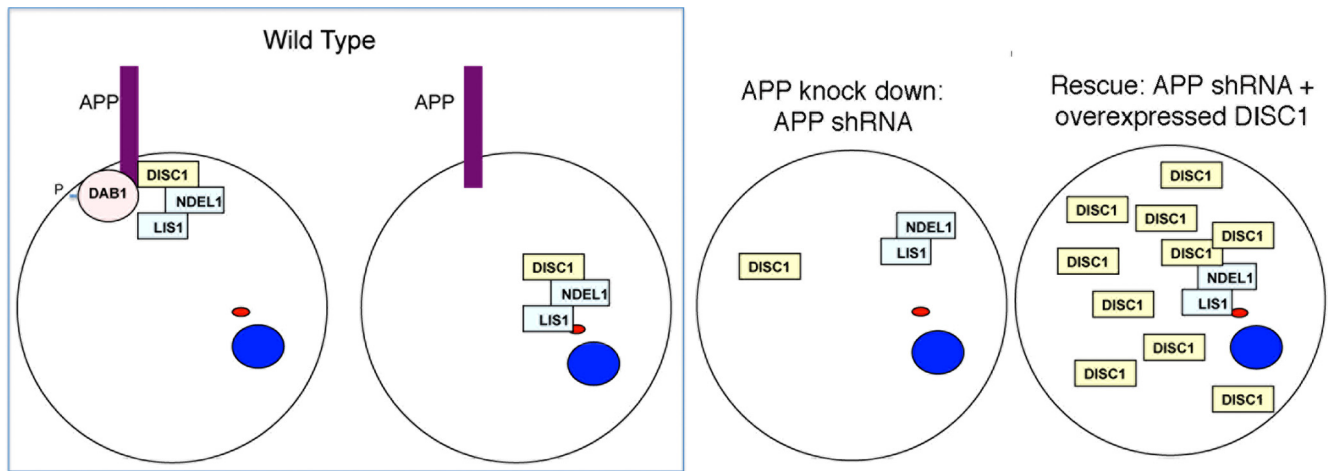 Wild Type
APP
P
DAB1
DISC1
NDEL1
LIS1
APP
DISC1
NDEL1
LIS1
APP knock down:
APP shRNA
DISC1
NDEL1
LIS1
Rescue: APP shRNA +
overexpressed DISC1
DISC1
DISC1
DISC1
DISC1
DISC1
DISC1
NDEL1
LIS1
DISC1
DISC1
DISC1
DISC1